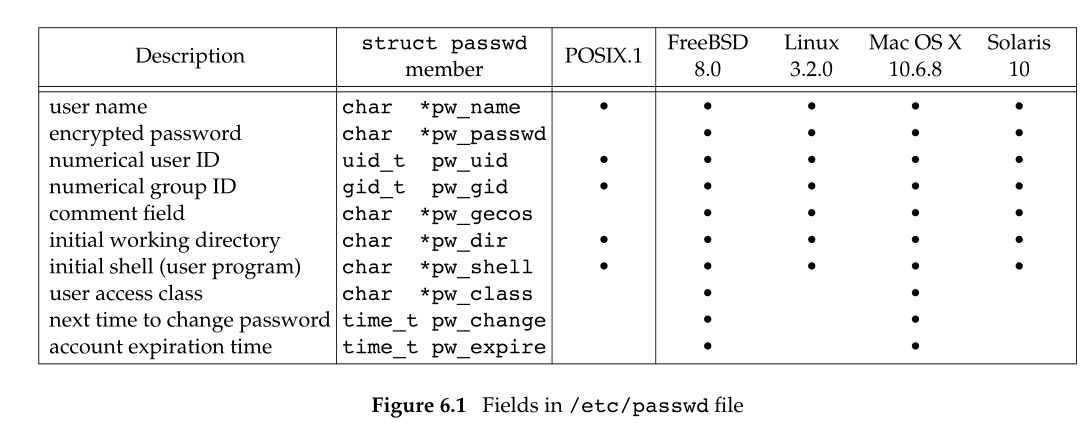 Description struct passwd member POSIX.1 FreeBSD 8.0 Linux 3.2.0 Mac OS X 10.6.8 Solaris 10
user name char *pw_name • • • • •
encrypted password char *pw_passwd • • • •
numerical user ID uid_t pw_uid • • • • •
numerical group ID gid_t pw_gid • • • • •
comment field char *pw_gecos • • • •
initial working directory char *pw_dir • • • • •
initial shell (user program) char *pw_shell • • • • •
user access class char *pw_class • •
next time to change password time_t pw_change • •
account expiration time time_t pw_expire • •
Figure 6.1 Fields in /etc/passwd file